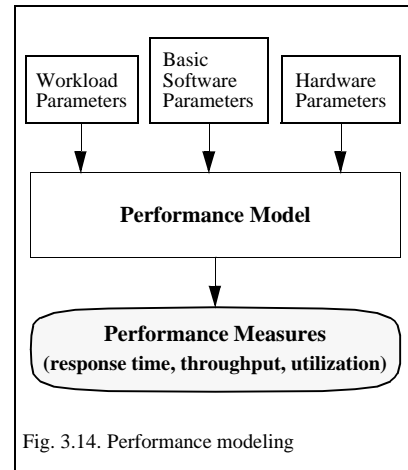 Workload
Parameters
Basic
Software
Parameters
Hardware
Parameters
Performance Model
Performance Measures
(response time, throughput, utilization)
Fig. 3.14. Performance modeling